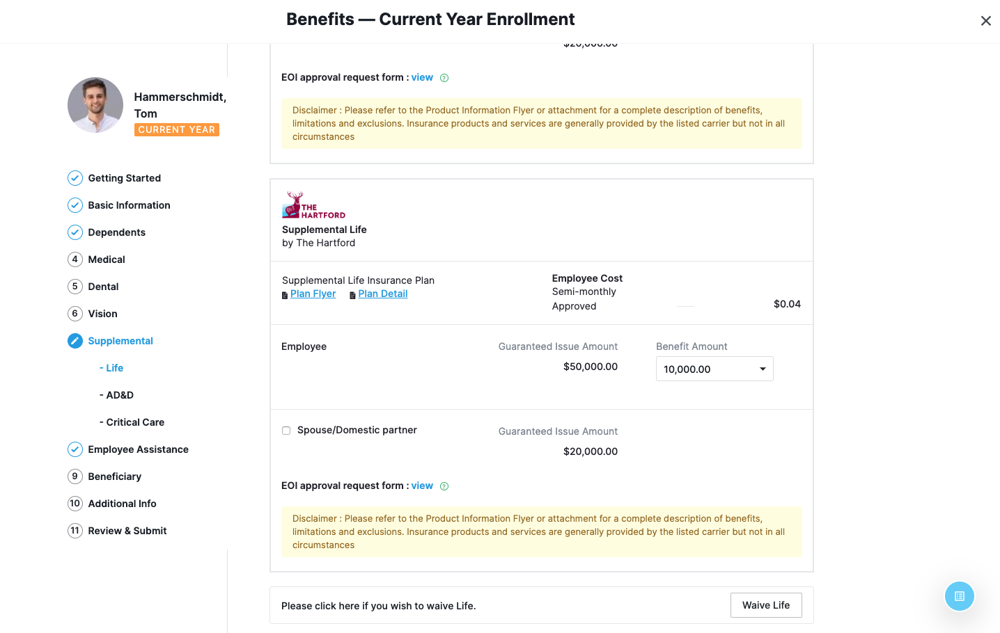 Benefits — Current Year Enrollment
$20,000.00
Hammerschmidt,
Tom
CURRENT YEAR
Getting Started
Basic Information
Dependents
4 Medical
5 Dental
6 Vision
Supplemental
- Life
- AD&D
- Critical Care
Employee Assistance
9 Beneficiary
10 Additional Info
11 Review & Submit
EOI approval request form : view ?
Disclaimer : Please refer to the Product Information Flyer or attachment for a complete description of benefits,
limitations and exclusions. Insurance products and services are generally provided by the listed carrier but not in all
circumstances
THE
HARTFORD
Supplemental Life
by The Hartford
Supplemental Life Insurance Plan
Plan Flyer Plan Detail
Employee Cost
Semi-monthly
Approved $0.04
Employee Guaranteed Issue Amount Benefit Amount
$50,000.00 10,000.00
Spouse/Domestic partner Guaranteed Issue Amount
$20,000.00
EOI approval request form : view ?
Disclaimer : Please refer to the Product Information Flyer or attachment for a complete description of benefits,
limitations and exclusions. Insurance products and services are generally provided by the listed carrier but not in all
circumstances
Please click here if you wish to waive Life. Waive Life